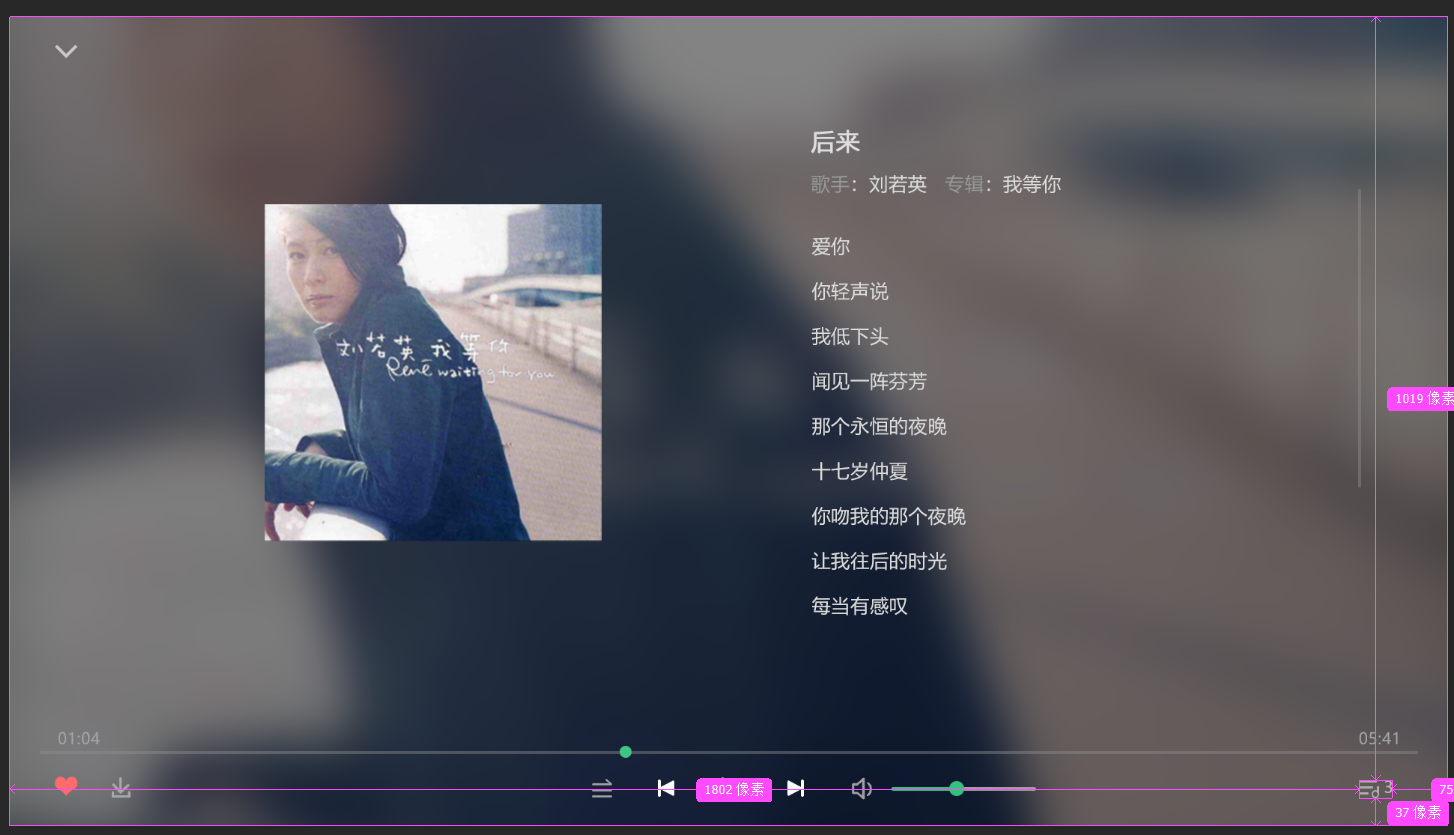 后来
歌手：刘若英 专辑：我等你
爱你
你轻声说
我低下头
闻见一阵芬芳
那个永恒的夜晚
十七岁仲夏
你吻我的那个夜晚
让我往后的时光
每当有感叹
刘若英 我等你
René waiting for you
1019 像素
01:04
05:41
1802 像素
3
75
37 像素